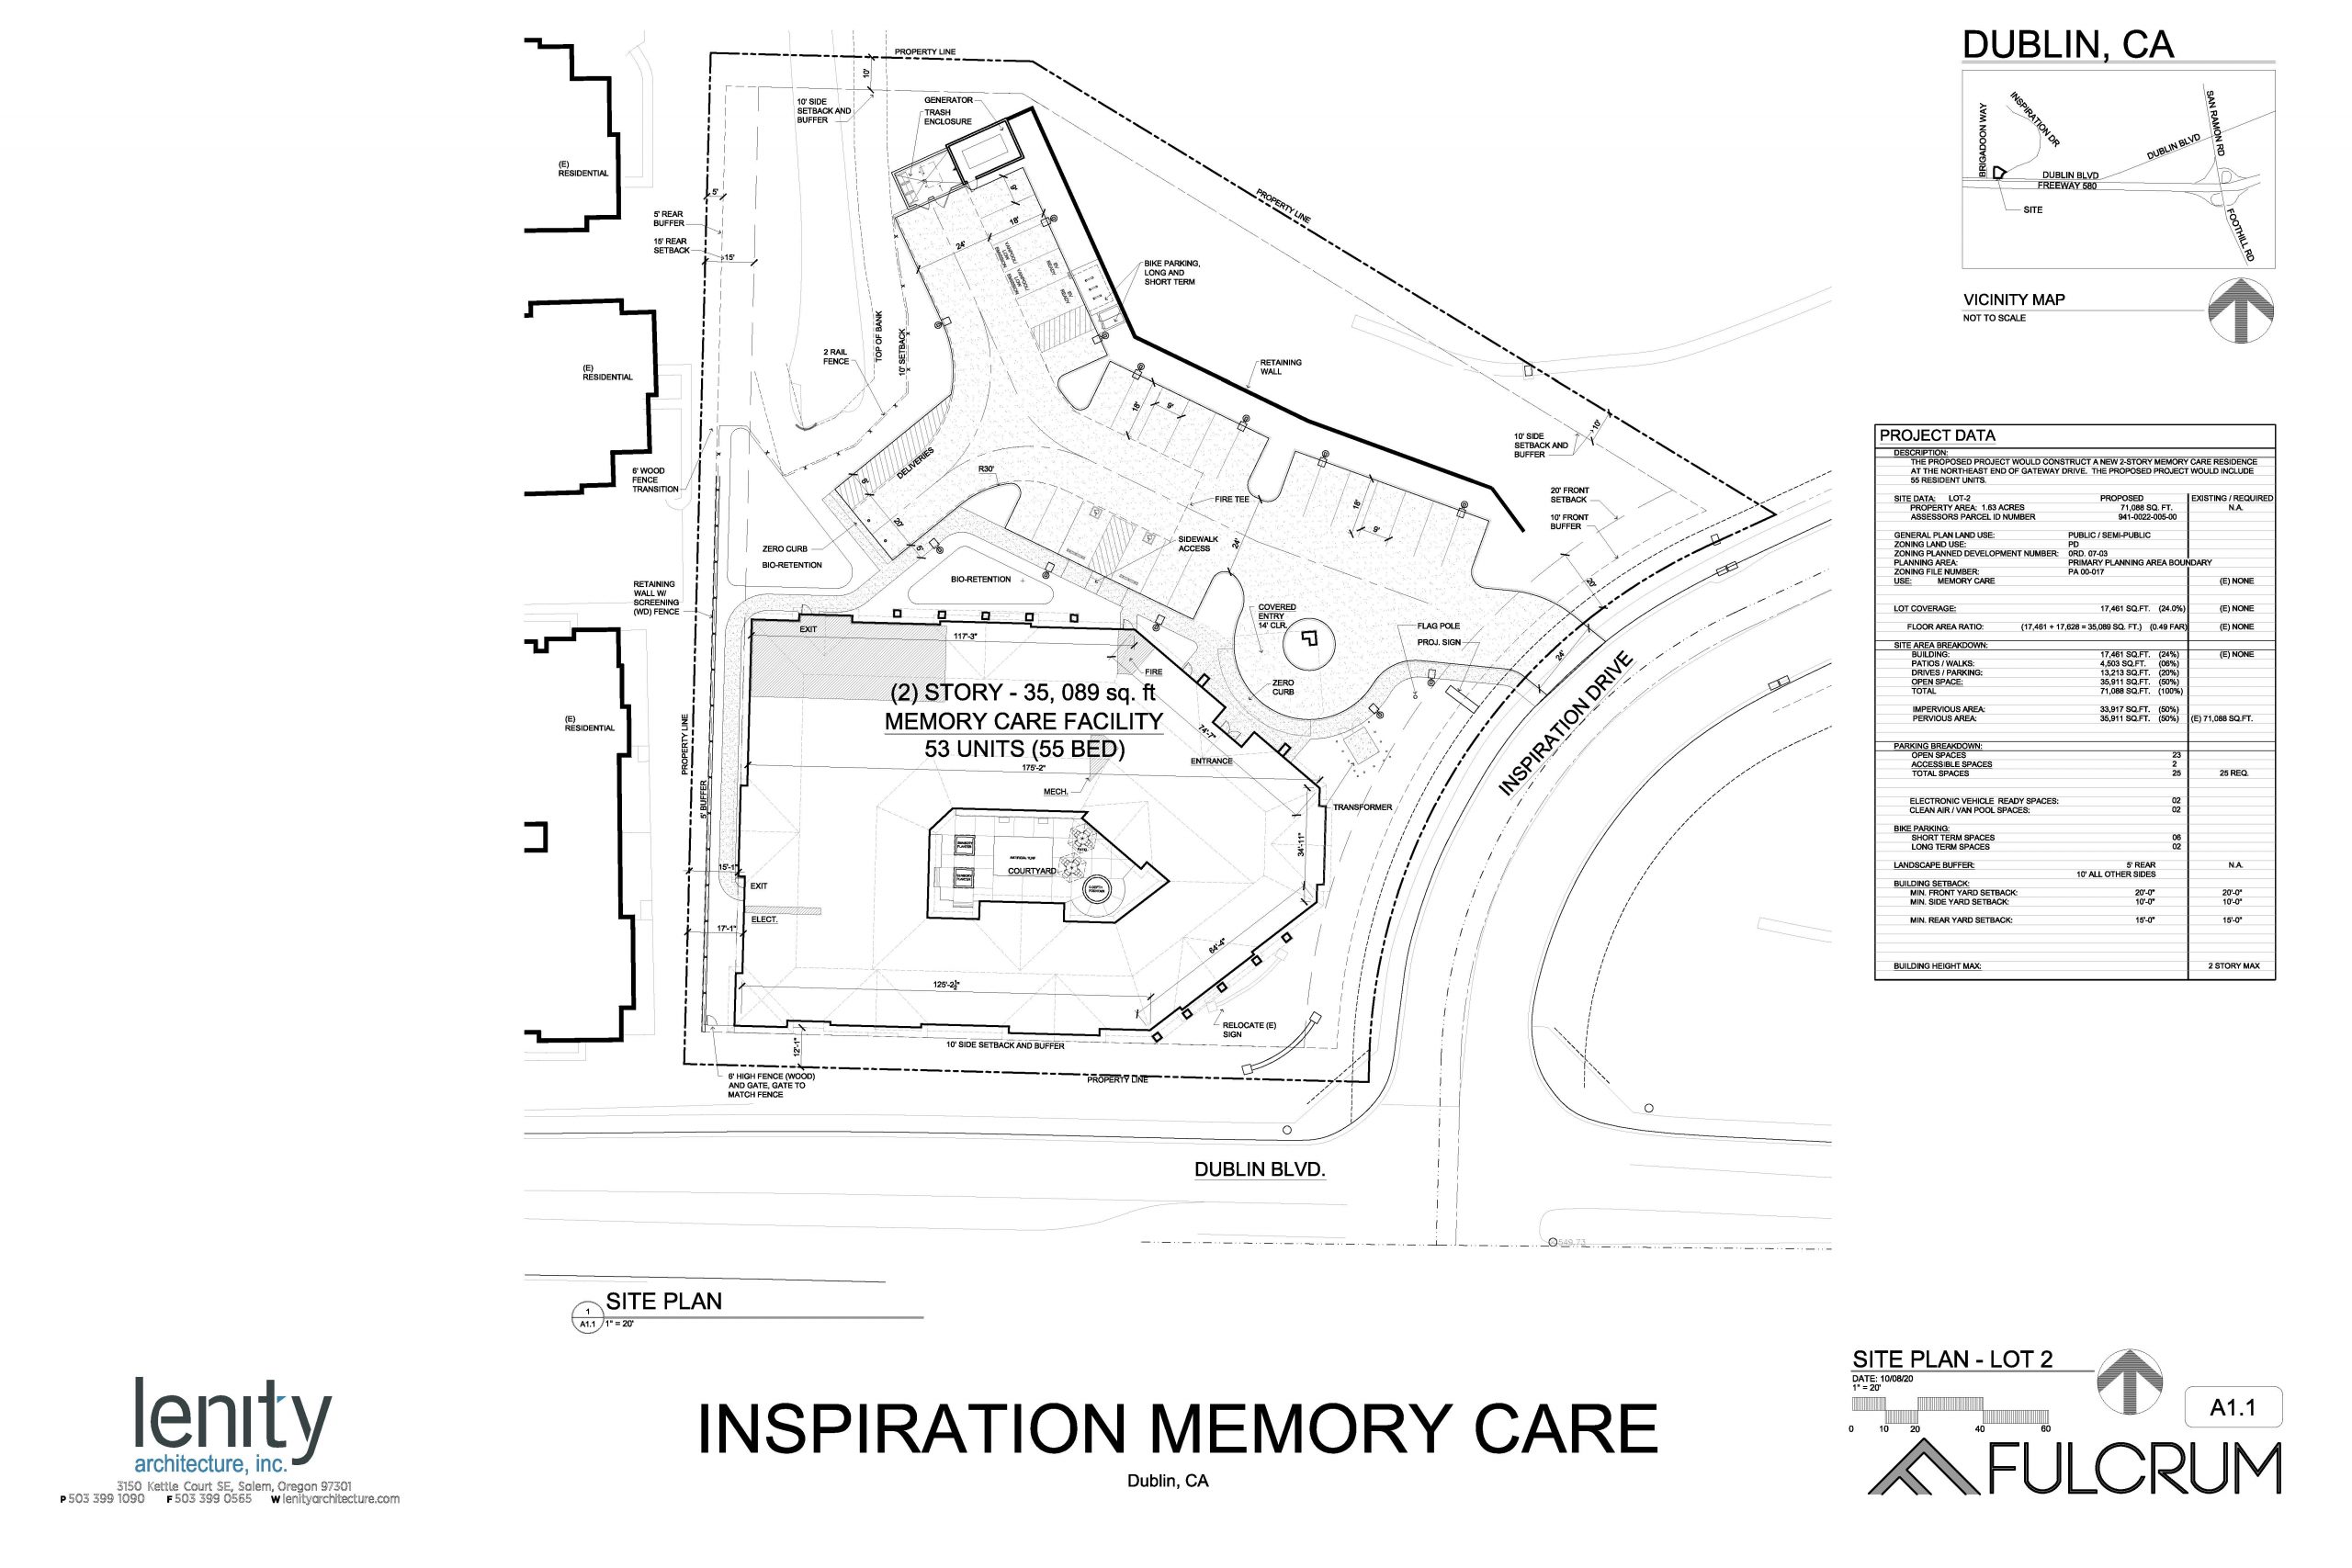 PROPERTY LINE
10'
10' SIDE
SETBACK AND
BUFFER
GENERATOR
TRASH
ENCLOSURE
(E)
RESIDENTIAL
5'
5' REAR
BUFFER
15' REAR
SETBACK
15'
9'
18'
24'
EV
READY
EV
READY
PROPERTY LINE
BIKE PARKING,
LONG AND
SHORT TERM
TOP OF BANK
10' SETBACK
2 RAIL
FENCE
(E)
RESIDENTIAL
RETAINING
WALL
18'
9'
10'
10' SIDE
SETBACK AND
BUFFER
6' WOOD
FENCE
TRANSITION
DELIVERIES
6'
20'
6'
R30'
FIRE TEE
18'
9'
20' FRONT
SETBACK
10' FRONT
BUFFER
20'
24'
ZERO CURB
BIO-RETENTION
BIO-RETENTION
SIDEWALK
ACCESS
RETAINING
WALL W/
SCREENING
(WD) FENCE
COVERED
ENTRY
14' CLR.
FLAG POLE
PROJ. SIGN
24'
EXIT
117'-3"
FIRE
ZERO
CURB
(2) STORY - 35, 089 sq. ft
MEMORY CARE FACILITY
53 UNITS (55 BED)
74'-7"
ENTRANCE
175'-2"
MECH.
(E)
RESIDENTIAL
PROPERTY LINE
5' BUFFER
INSPIRATION DRIVE
TRANSFORMER
34'-11"
COURTYARD
15'-1"
EXIT
ELECT.
17'-1"
64'-4"
125'-2½"
RELOCATE (E)
SIGN
10' SIDE SETBACK AND BUFFER
12'-1"
PROPERTY LINE
6' HIGH FENCE (WOOD)
AND GATE, GATE TO
MATCH FENCE
DUBLIN BLVD.
549.73
1
A1.1
SITE PLAN
1" = 20'
DUBLIN, CA
BRIGADOON WAY
INSPIRATION DR
SAN RAMON RD
DUBLIN BLVD
DUBLIN BLVD
FREEWAY 580
SITE
FOOTHILL RD
VICINITY MAP
NOT TO SCALE
PROJECT DATA
DESCRIPTION:
THE PROPOSED PROJECT WOULD CONSTRUCT A NEW 2-STORY MEMORY CARE RESIDENCE
AT THE NORTHEAST END OF GATEWAY DRIVE. THE PROPOSED PROJECT WOULD INCLUDE
55 RESIDENT UNITS.
SITE DATA: LOT-2 PROPOSED EXISTING / REQUIRED
PROPERTY AREA: 1.63 ACRES 71,088 SQ. FT. N.A.
ASSESSORS PARCEL ID NUMBER 941-0022-005-00
GENERAL PLAN LAND USE: PUBLIC / SEMI-PUBLIC
ZONING LAND USE: PD
ZONING PLANNED DEVELOPMENT NUMBER: 0RD. 07-03
PLANNING AREA: PRIMARY PLANNING AREA BOUNDARY
ZONING FILE NUMBER: PA 00-017
USE: MEMORY CARE (E) NONE
LOT COVERAGE: 17,461 SQ.FT. (24.0%) (E) NONE
FLOOR AREA RATIO: (17,461 + 17,628 = 35,089 SQ. FT.) (0.49 FAR) (E) NONE
SITE AREA BREAKDOWN:
BUILDING: 17,461 SQ.FT. (24%) (E) NONE
PATIOS / WALKS: 4,503 SQ.FT. (06%)
DRIVES / PARKING: 13,213 SQ.FT. (20%)
OPEN SPACE: 35,911 SQ.FT. (50%)
TOTAL 71,088 SQ.FT. (100%)
IMPERVIOUS AREA: 33,917 SQ.FT. (50%)
PERVIOUS AREA: 35,911 SQ.FT. (50%) (E) 71,088 SQ.FT.
PARKING BREAKDOWN:
OPEN SPACES 23
ACCESSIBLE SPACES 2
TOTAL SPACES 25 25 REQ.
ELECTRONIC VEHICLE READY SPACES: 02
CLEAN AIR / VAN POOL SPACES: 02
BIKE PARKING:
SHORT TERM SPACES 06
LONG TERM SPACES 02
LANDSCAPE BUFFER: 5' REAR N.A.
10' ALL OTHER SIDES
BUILDING SETBACK:
MIN. FRONT YARD SETBACK: 20'-0" 20'-0"
MIN. SIDE YARD SETBACK: 10'-0" 10'-0"
MIN. REAR YARD SETBACK: 15'-0" 15'-0"
BUILDING HEIGHT MAX: 2 STORY MAX
SITE PLAN - LOT 2
DATE: 10/08/20
1" = 20'
0 10 20 40 60
A1.1
FULCRUM
INSPIRATION MEMORY CARE
Dublin, CA
lenity
architecture, inc.
3150 Kettle Court SE, Salem, Oregon 97301
P 503 399 1090 F 503 399 0565 W lenityarchitecture.com